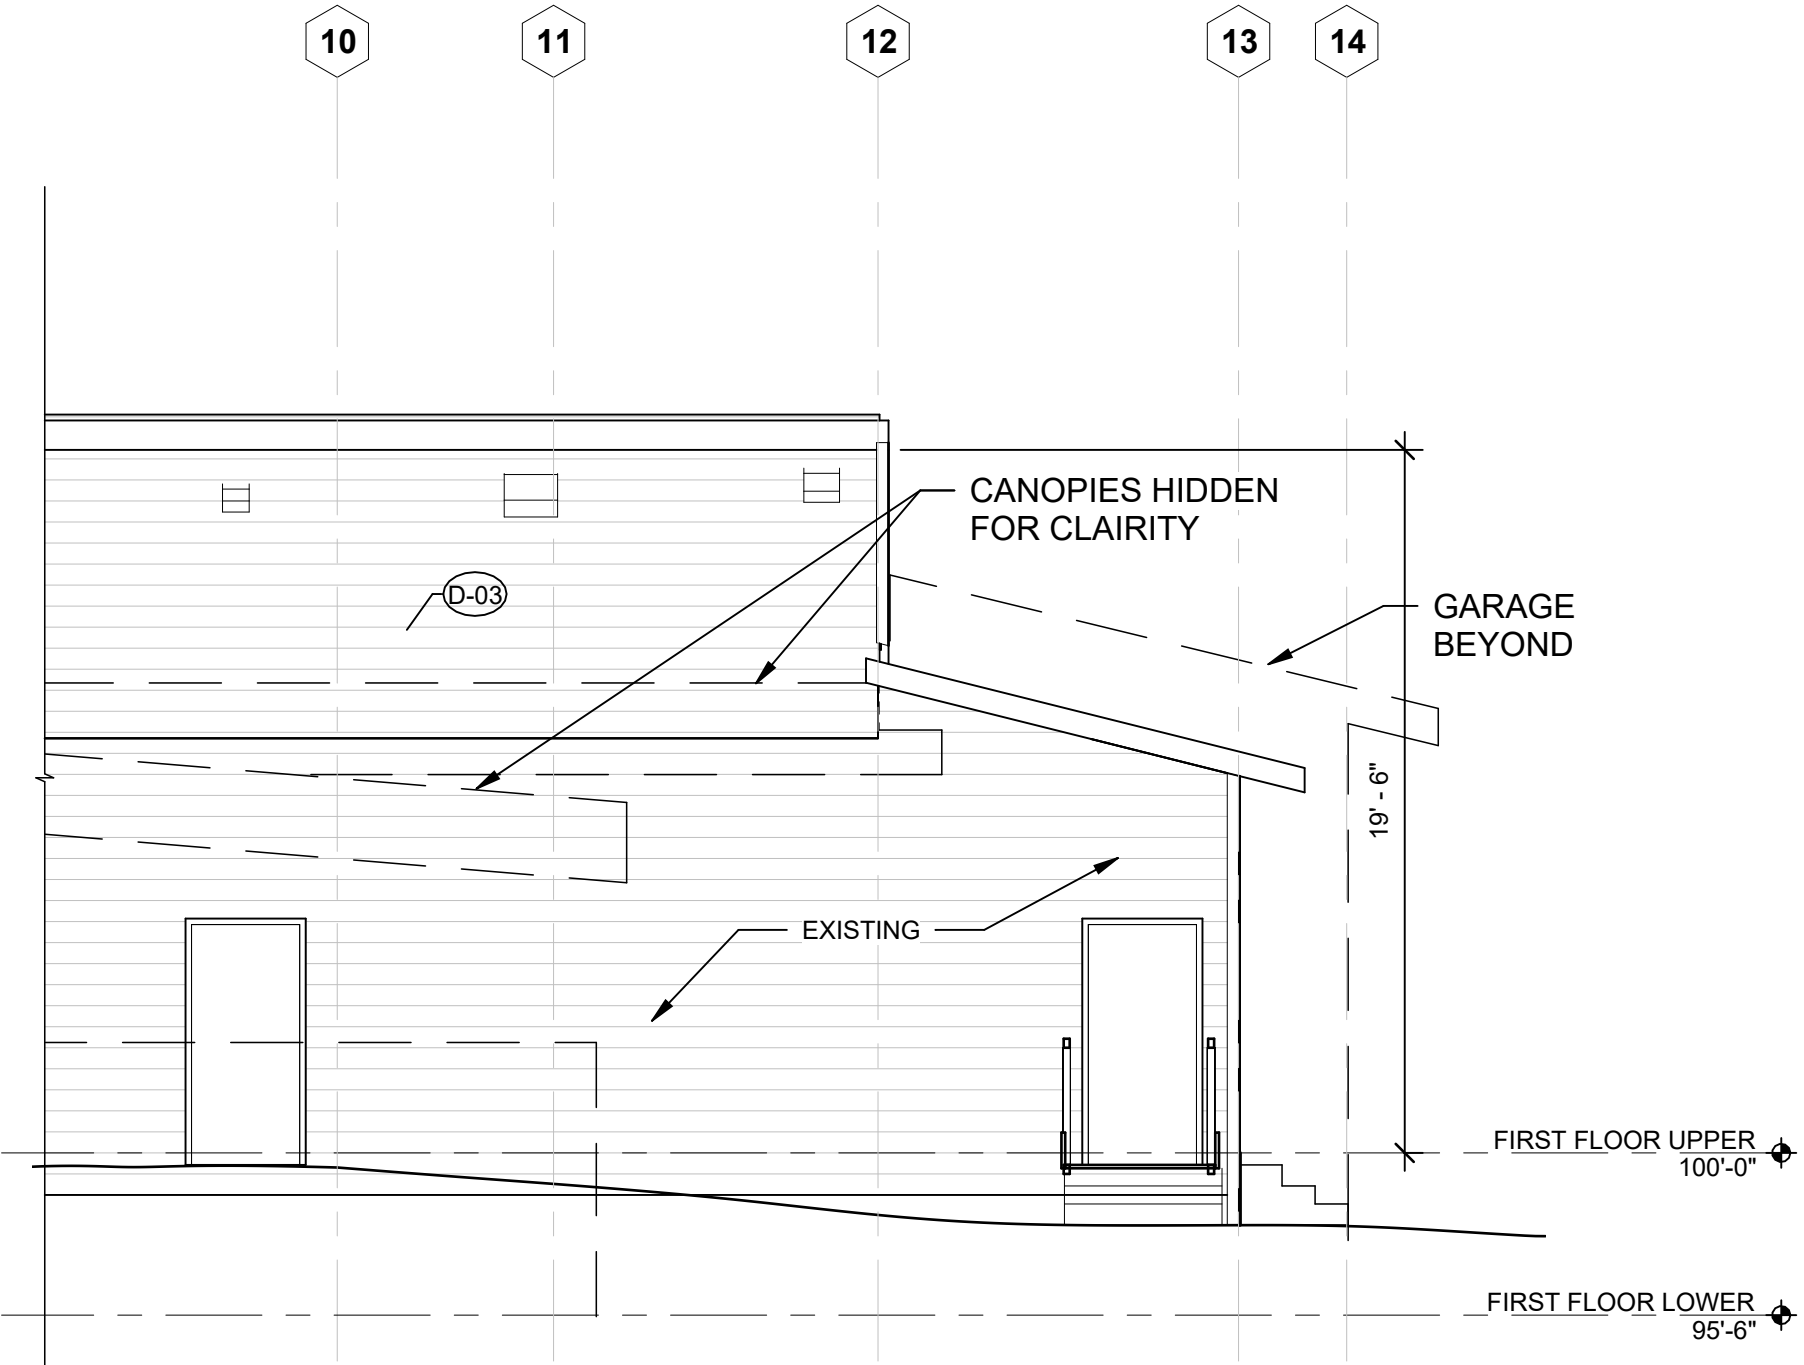 10
11
12
13
14
CANOPIES HIDDEN
FOR CLAIRITY
D-03
GARAGE
BEYOND
19' - 6"
EXISTING
FIRST FLOOR UPPER
100'-0"
FIRST FLOOR LOWER
95'-6"